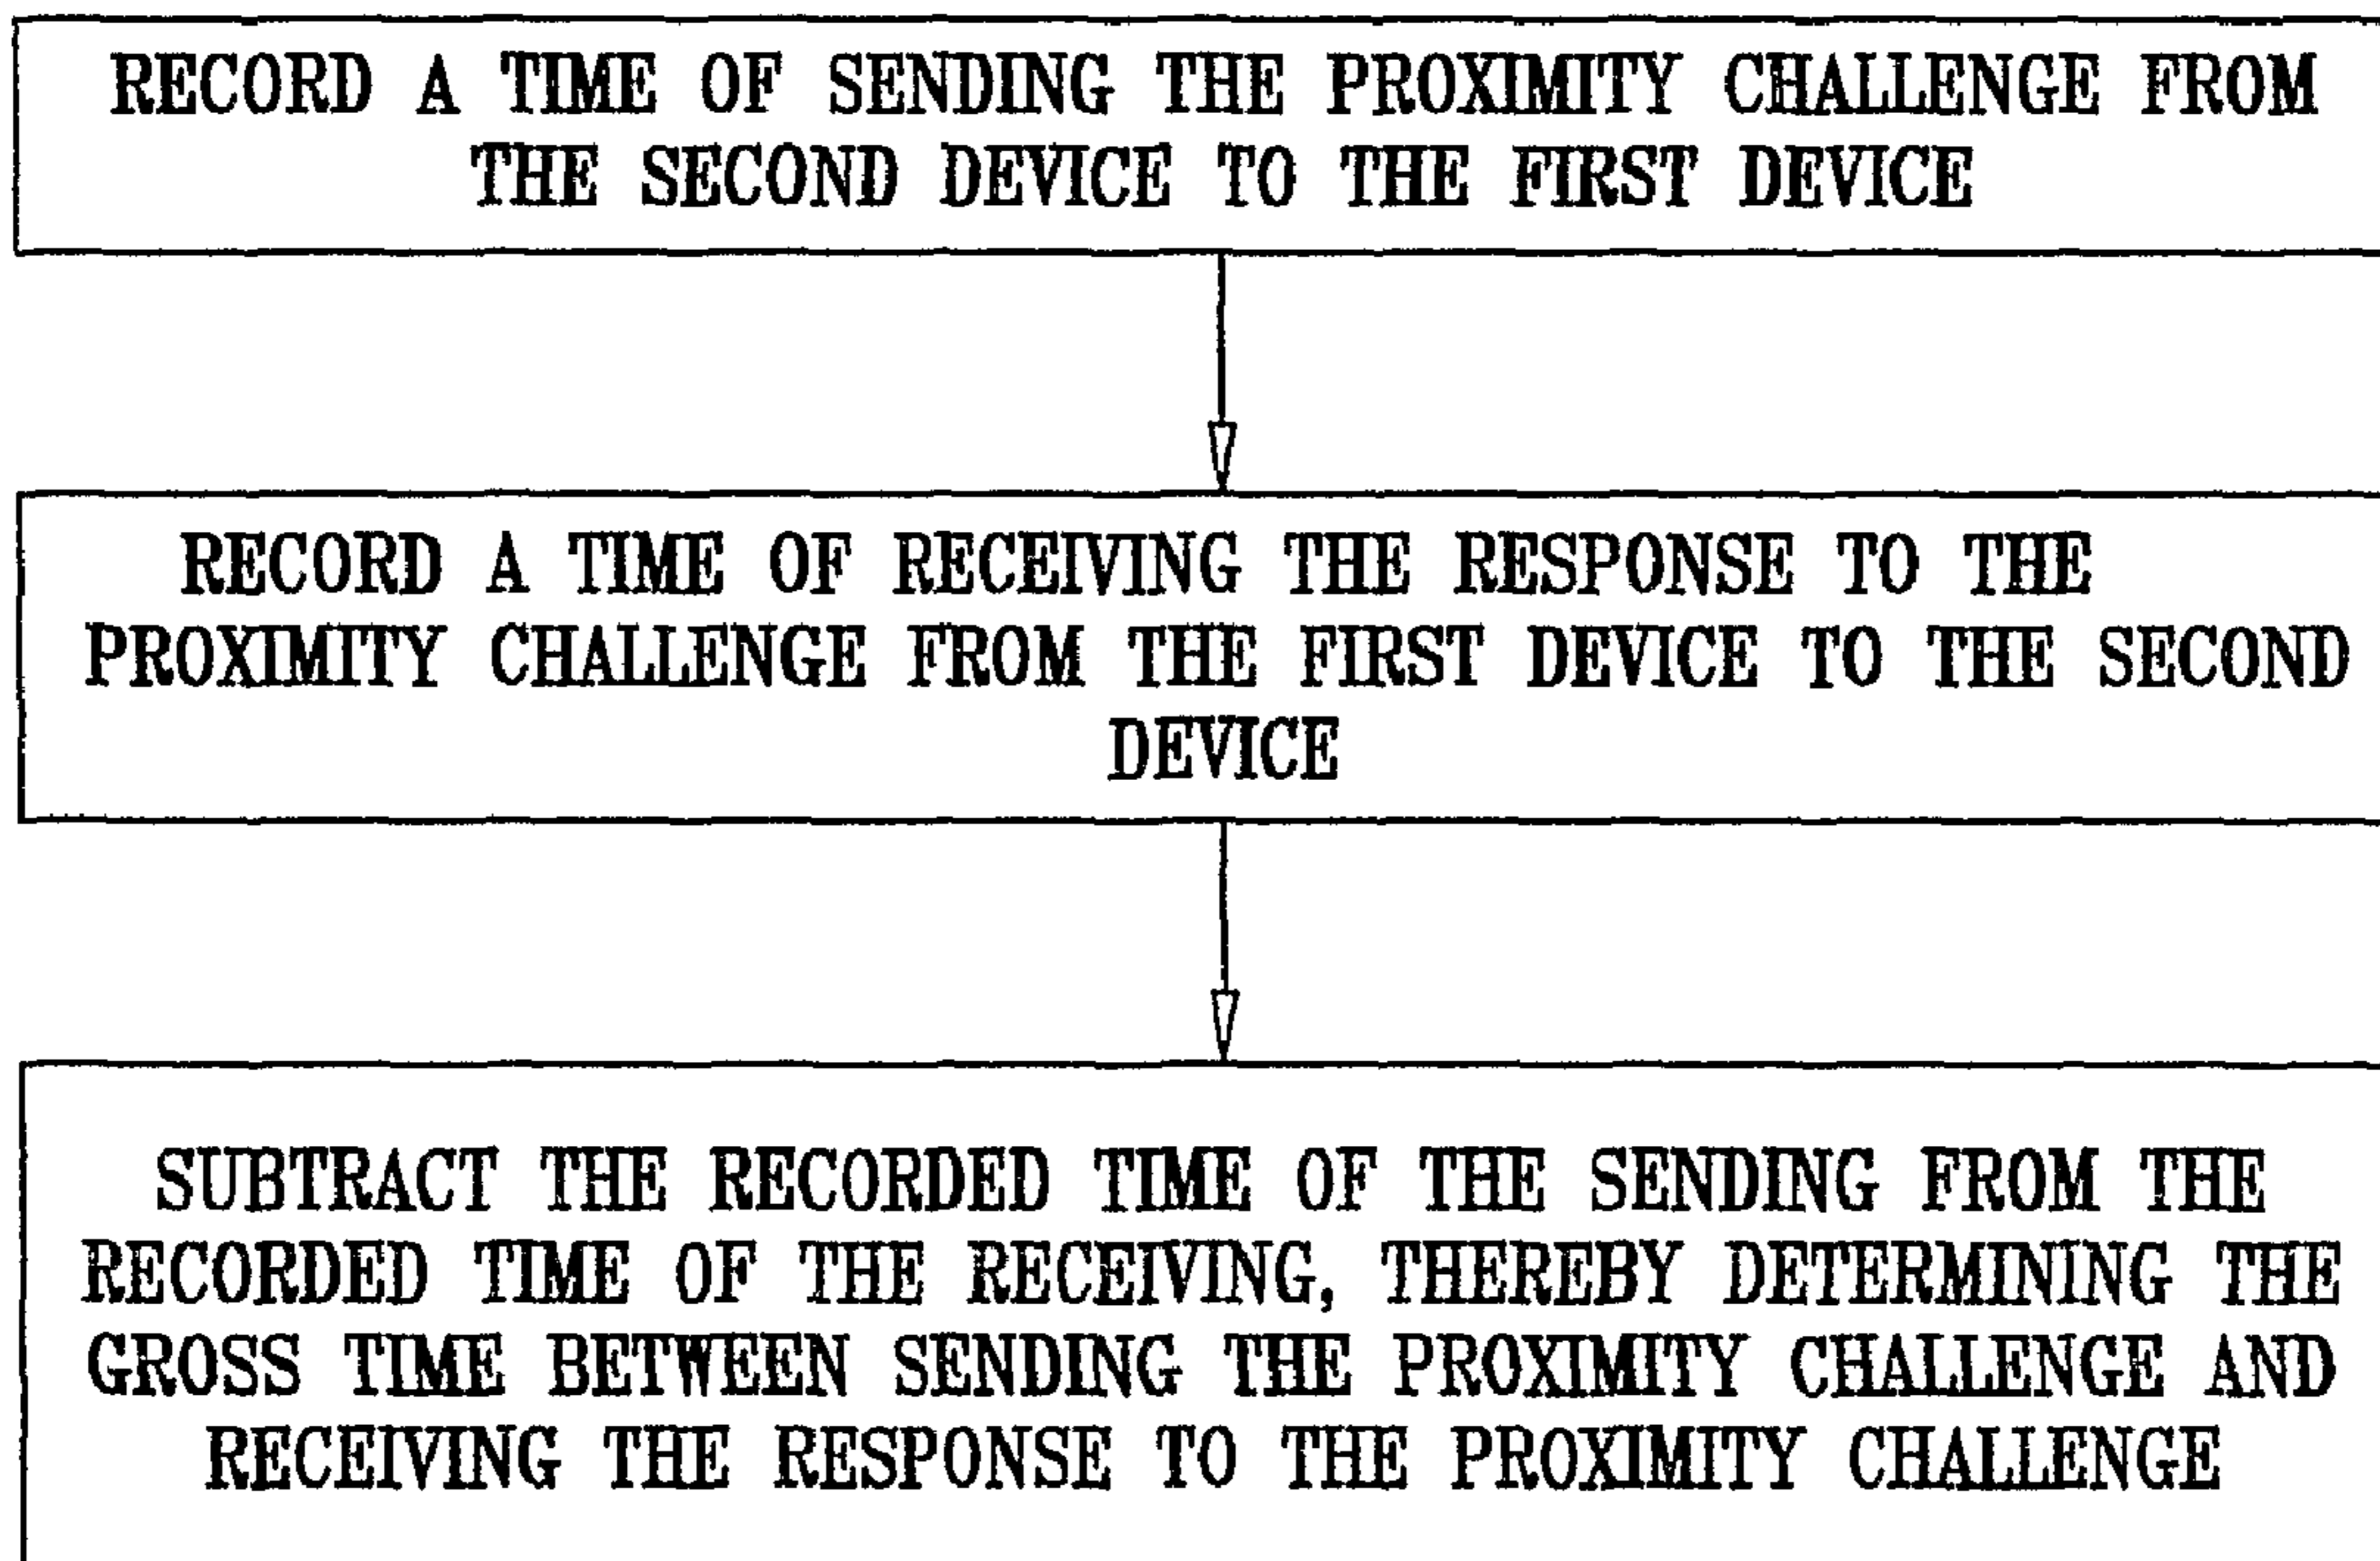 RECORD A TIME OF SENDING THE PROXIMITY CHALLENGE FROM
THE SECOND DEVICE TO THE FIRST DEVICE
RECORD A TIME OF RECEIVING THE RESPONSE TO THE
PROXIMITY CHALLENGE FROM THE FIRST DEVICE TO THE SECOND
DEVICE
SUBTRACT THE RECORDED TIME OF THE SENDING FROM THE
RECORDED TIME OF THE RECEIVING, THEREBY DETERMINING THE
GROSS TIME BETWEEN SENDING THE PROXIMITY CHALLENGE AND
RECEIVING THE RESPONSE TO THE PROXIMITY CHALLENGE